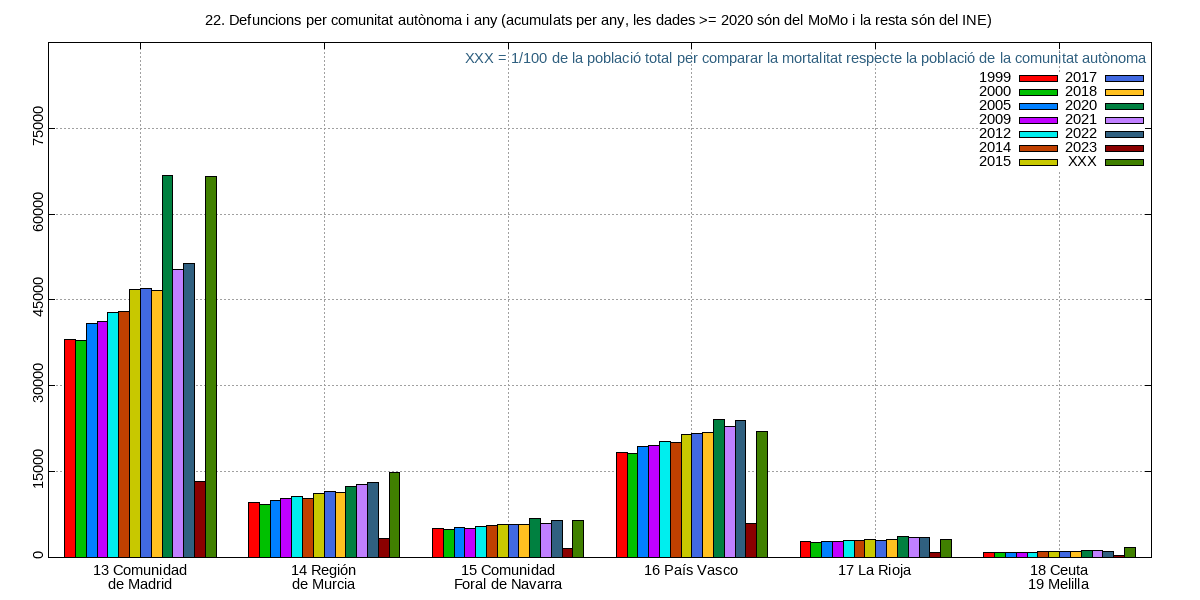 22. Defuncions per comunitat autònoma i any (acumulats per any, les dades >= 2020 són del MoMo i la resta són del INE)
XXX = 1/100 de la població total per comparar la mortalitat respecte la població de la comunitat autònoma
1999 2017
2000 2018
2005 2020
2009 2021
2012 2022
2014 2023
2015 XXX
75000
60000
45000
30000
15000
0
13 Comunidad
de Madrid
14 Región
de Murcia
15 Comunidad
Foral de Navarra
16 País Vasco
17 La Rioja
18 Ceuta
19 Melilla